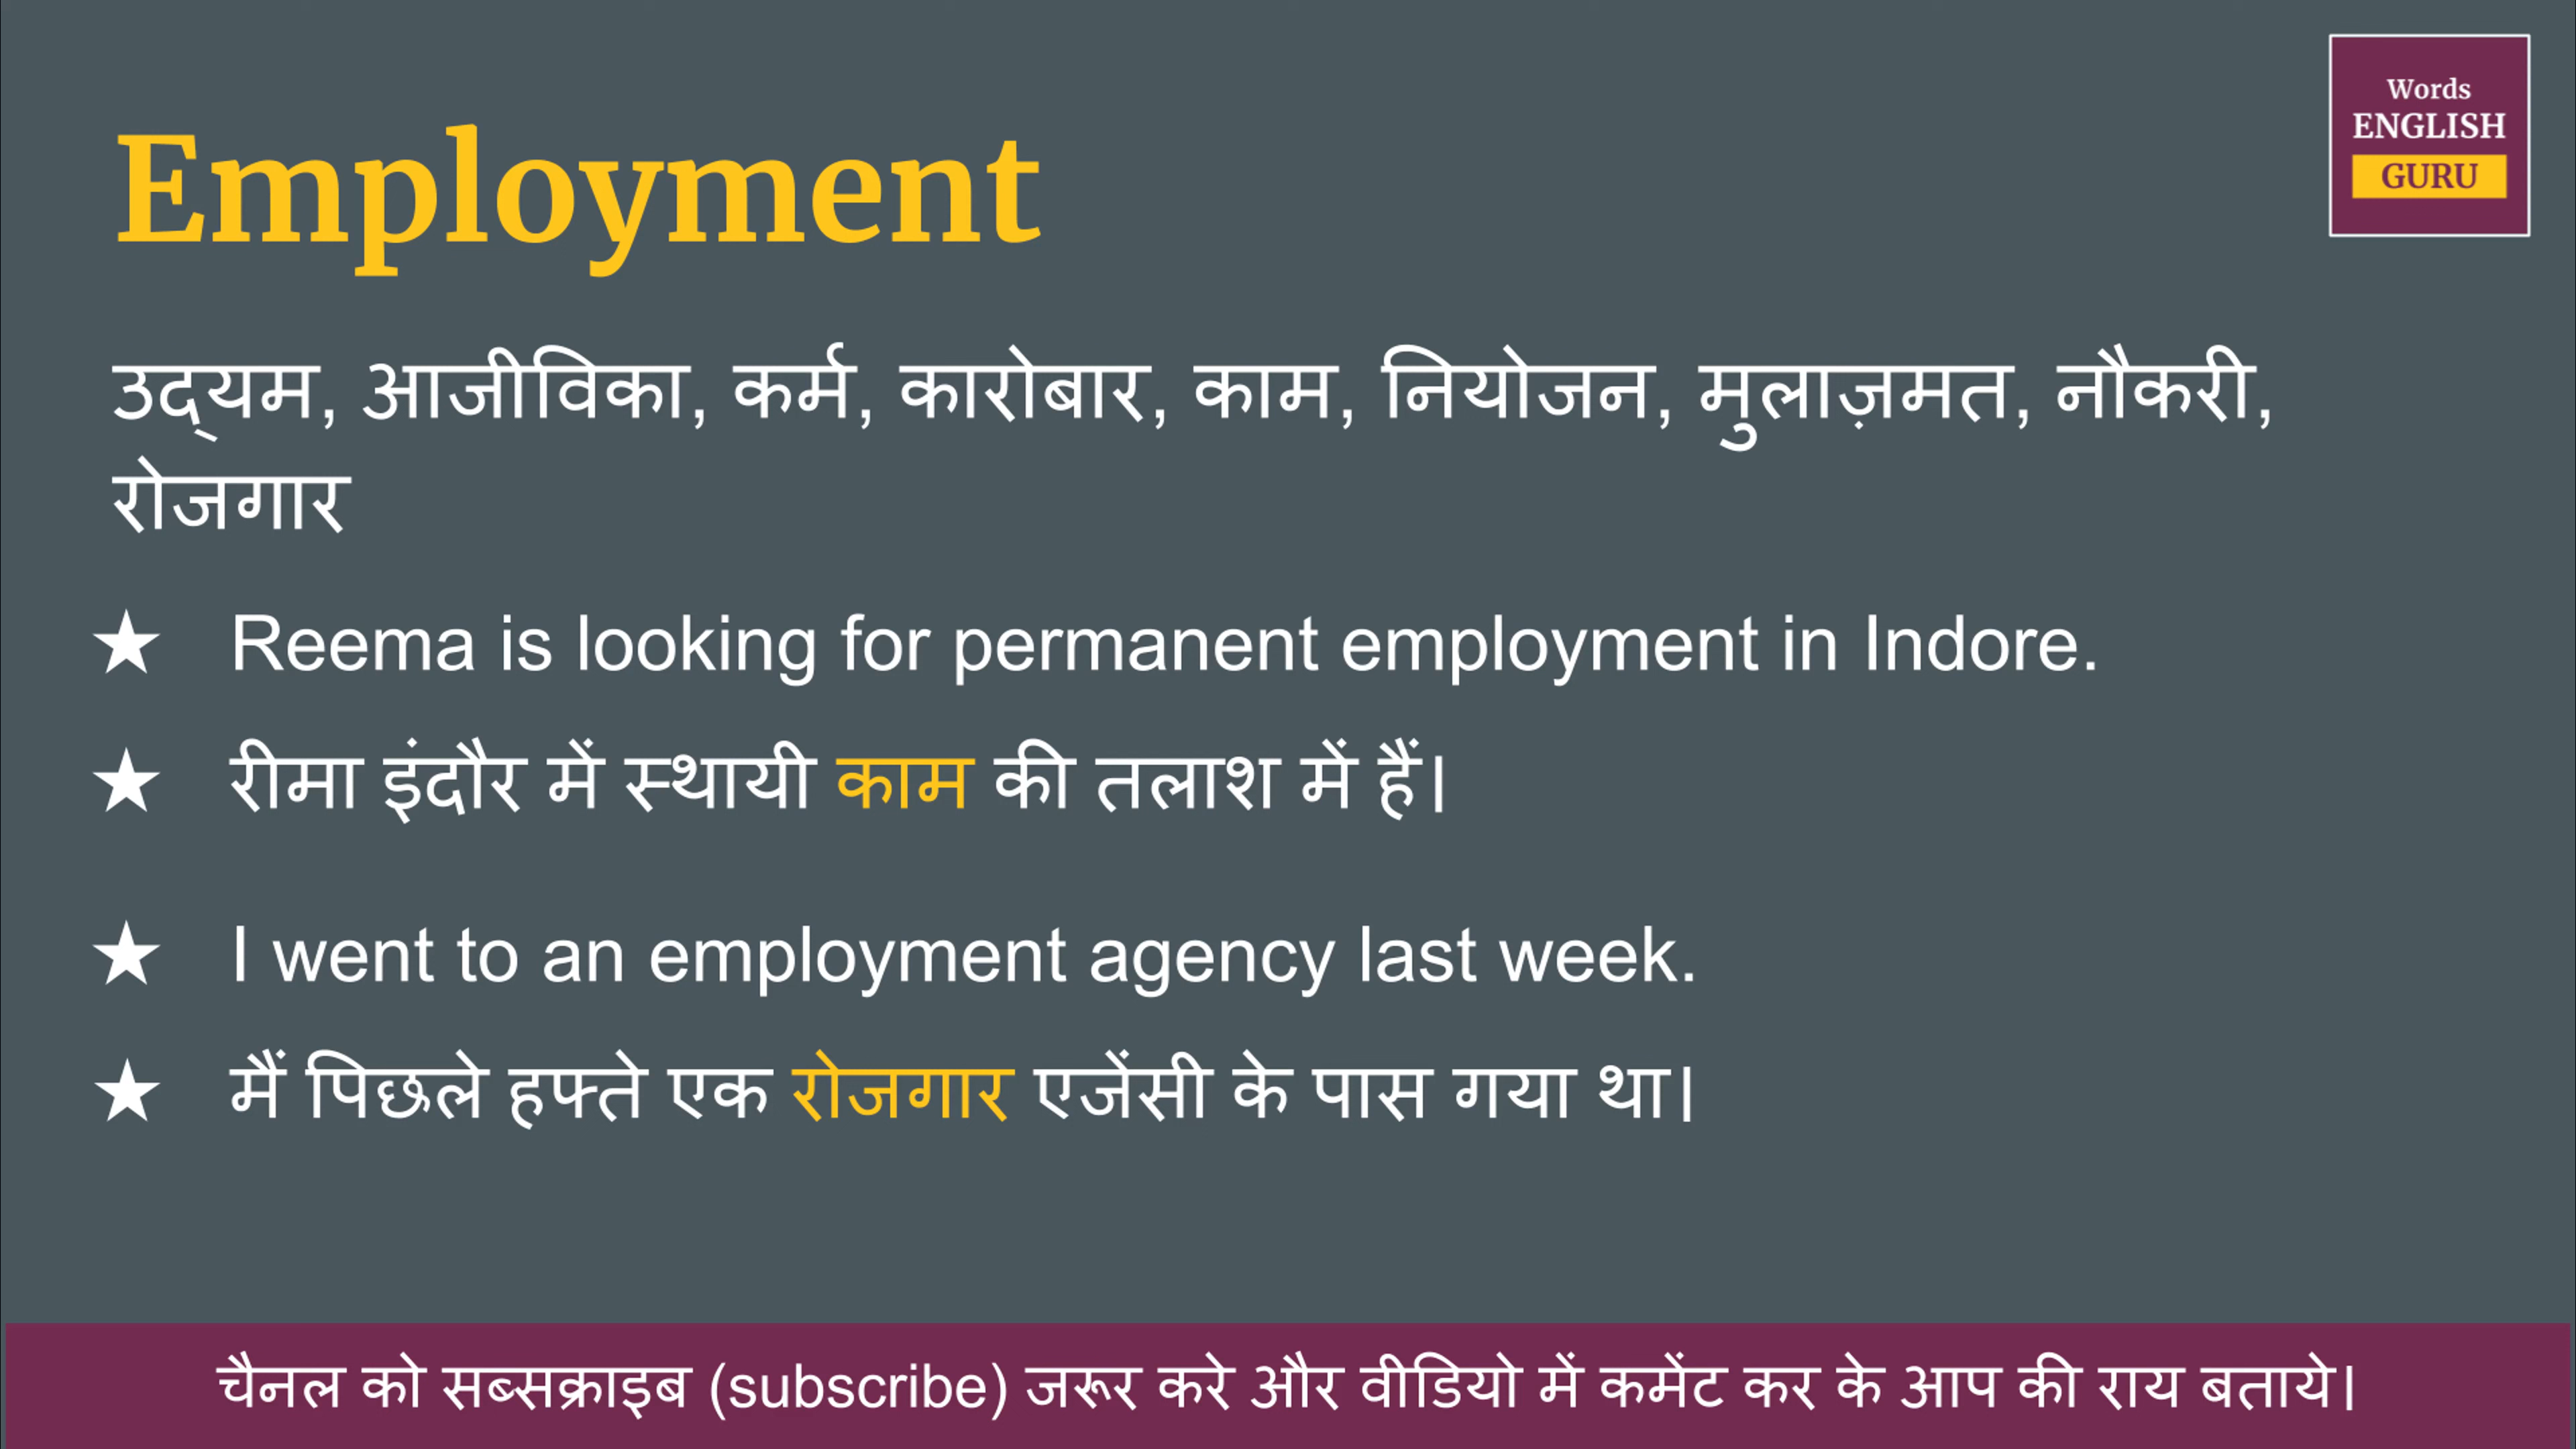 Words
ENGLISH
GURU
Employment
उद्‌यम, आजीविका, कर्म, कारोबार, काम, नियोजन, मुलाज़मत, नौकरी,
रोजगार
★ Reema is looking for permanent employment in Indore.
★ रीमा इंदौर में स्थायी काम की तलाश में हैं।
★ I went to an employment agency last week.
★ मैं पिछले हफ्ते एक रोजगार एजेंसी के पास गया था।
चैनल को सब्सक्राइब (subscribe) जरूर करे और वीडियो में कमेंट कर के आप की राय बताये।